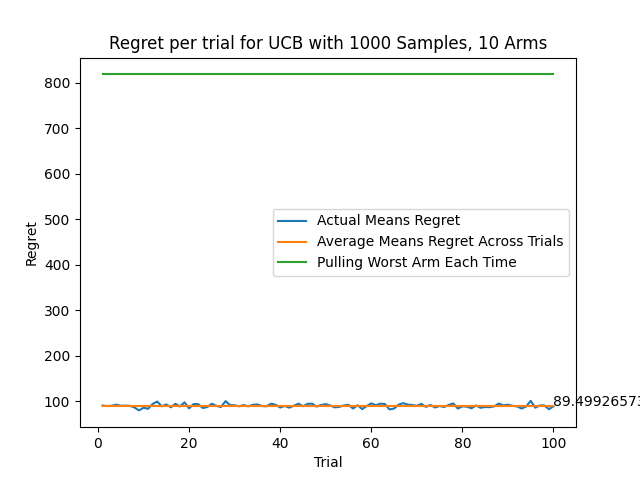 Regret per trial for UCB with 1000 Samples, 10 Arms
800
700
600
500
400
300
200
100
Regret
Actual Means Regret
Average Means Regret Across Trials
Pulling Worst Arm Each Time
89.49926573
0
20
40
60
80
100
Trial